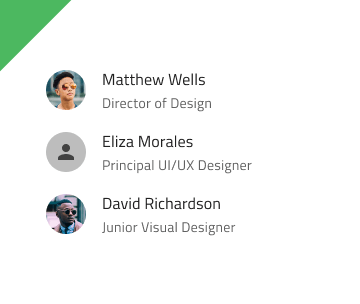 Matthew Wells
Director of Design
Eliza Morales
Principal UI/UX Designer
David Richardson
Junior Visual Designer